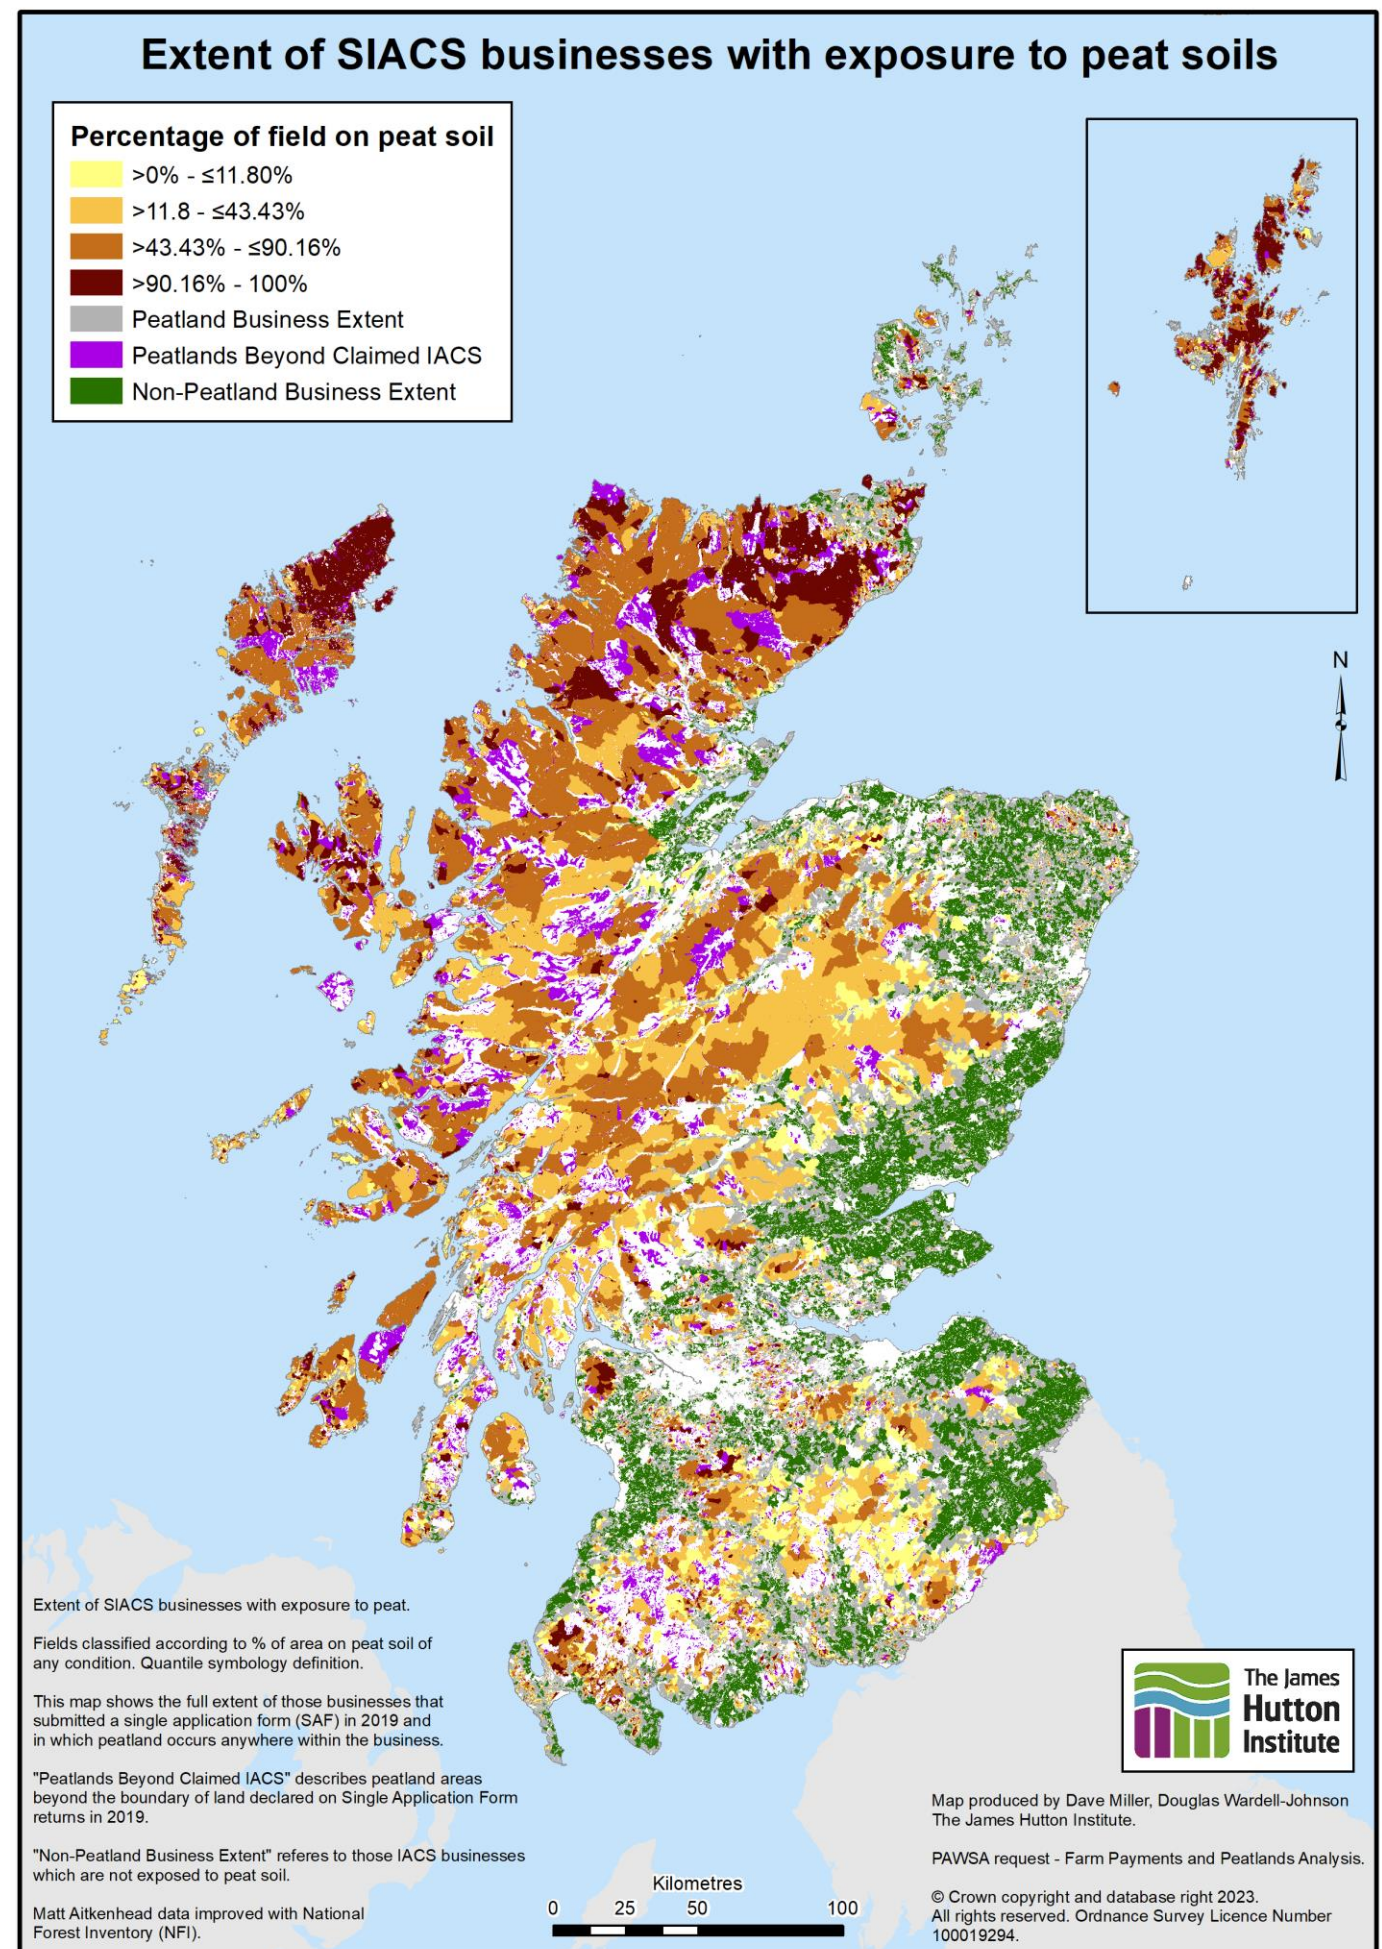 Extent of SIACS businesses with exposure to peat soils
Percentage of field on peat soil
>0% - ≤11.80%
>11.8 - ≤43.43%
>43.43% - ≤90.16%
>90.16% - 100%
Peatland Business Extent
Peatlands Beyond Claimed IACS
Non-Peatland Business Extent
N
Extent of SIACS businesses with exposure to peat.
Fields classified according to % of area on peat soil of
any condition. Quantile symbology definition.
This map shows the full extent of those businesses that
submitted a single application form (SAF) in 2019 and
in which peatland occurs anywhere within the business.
"Peatlands Beyond Claimed IACS" describes peatland areas
beyond the boundary of land declared on Single Application Form
returns in 2019.
"Non-Peatland Business Extent" referes to those IACS businesses
which are not exposed to peat soil.
Matt Aitkenhead data improved with National
Forest Inventory (NFI).
Kilometres
0 25 50 100
The James
Hutton
Institute
Map produced by Dave Miller, Douglas Wardell-Johnson
The James Hutton Institute.
PAWSA request - Farm Payments and Peatlands Analysis.
© Crown copyright and database right 2023.
All rights reserved. Ordnance Survey Licence Number
100019294.